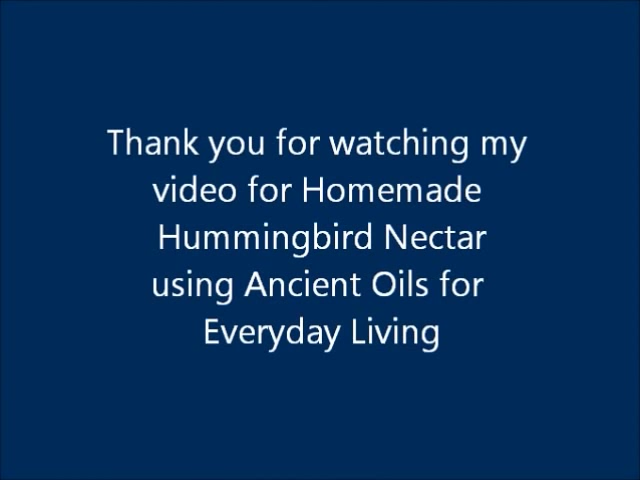 Thank you for watching my
video for Homemade
Hummingbird Nectar
using Ancient Oils for
Everyday Living